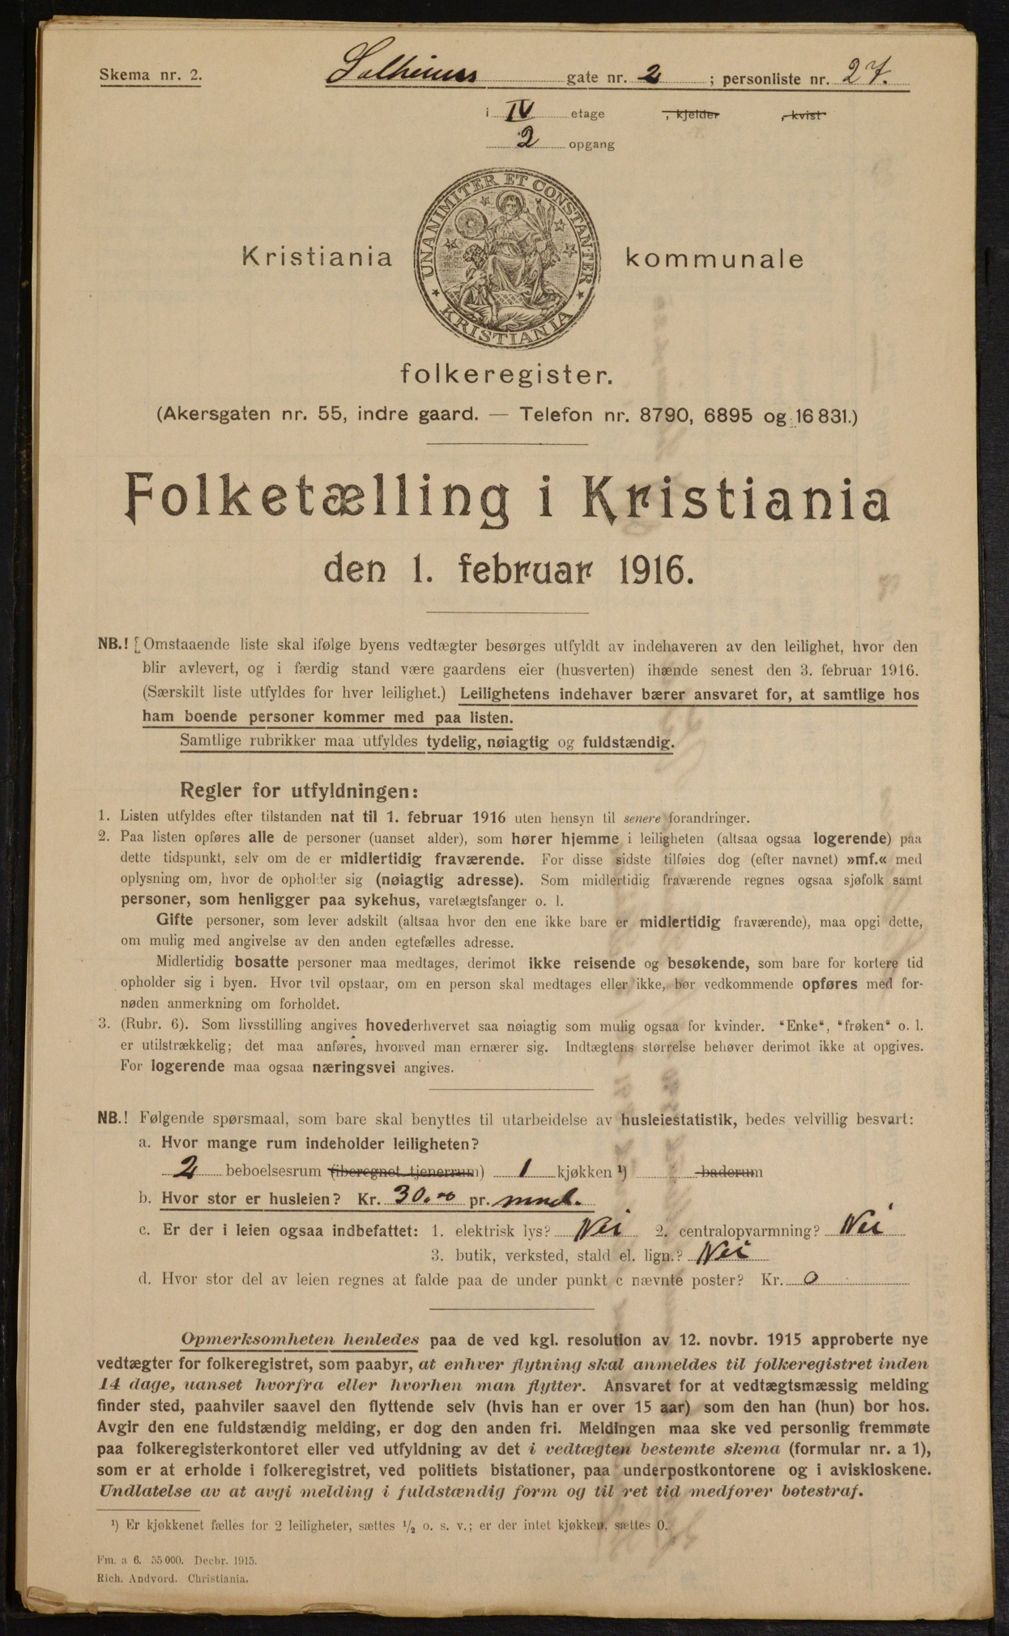 Skema nr. 2. Solheims gate nr. 2 ; personliste nr. 27.
i IV etage , kjelder , kvist
2 opgang
UNANIMITER ET CONSTANTER
KRISTIANIA
Kristiania kommunale
folkeregister.
(Akersgaten nr. 55, indre gaard. — Telefon nr. 8790, 6895 og 16 831.)
Folketælling i Kristiania
den 1. februar 1916.
NB.! [Omstaaende liste skal ifølge byens vedtægter besørges utfyldt av indehaveren av den leilighet, hvor den
blir avlevert, og i færdig stand være gaardens eier (husverten) ihænde senest den 3. februar 1916.
(Særskilt liste utfyldes for hver leilighet.) Leilighetens indehaver bærer ansvaret for, at samtlige hos
ham boende personer kommer med paa listen.
Samtlige rubrikker maa utfyldes tydelig, nøiagtig og fuldstændig.
Regler for utfyldningen:
1. Listen utfyldes efter tilstanden nat til 1. februar 1916 uten hensyn til senere forandringer.
2. Paa listen opføres alle de personer (uanset alder), som hører hjemme i leiligheten (altsaa ogsaa logerende) paa
dette tidspunkt, selv om de er midlertidig fraværende. For disse sidste tilføies dog (efter navnet) »mf.« med
oplysning om, hvor de opholder sig (nøiagtig adresse). Som midlertidig fraværende regnes ogsaa sjøfolk samt
personer, som henligger paa sykehus, varetægtsfanger o. l.
Gifte personer, som lever adskilt (altsaa hvor den ene ikke bare er midlertidig fraværende), maa opgi dette,
om mulig med angivelse av den anden egtefælles adresse.
Midlertidig bosatte personer maa medtages, derimot ikke reisende og besøkende, som bare for kortere tid
opholder sig i byen. Hvor tvil opstaar, om en person skal medtages eller ikke, bør vedkommende opføres med for-
nøden anmerkning om forholdet.
3. (Rubr. 6). Som livsstilling angives hovederhvervet saa nøiagtig som mulig ogsaa for kvinder. "Enke", "frøken" o. l.
er utilstrækkelig; det maa anføres, hvorved man ernærer sig. Indtægtens størrelse behøver derimot ikke at opgives.
For logerende maa ogsaa næringsvei angives.
NB.! Følgende spørsmaal, som bare skal benyttes til utarbeidelse av husleiestatistik, bedes velvillig besvart:
a. Hvor mange rum indeholder leiligheten?
2 beboelsesrum (iberegnet tjenerrum) 1 kjøkken ¹) baderum
b. Hvor stor er husleien? Kr. 30,00 pr. mnd.
c. Er der i leien ogsaa indbefattet: 1. elektrisk lys? Nei 2. centralopvarmning? Nei
3. butik, verksted, stald el. lign.? Nei
d. Hvor stor del av leien regnes at falde paa de under punkt c nævnte poster? Kr. 0
Opmerksomheten henledes paa de ved kgl. resolution av 12. novbr. 1915 approberte nye
vedtægter for folkeregistret, som paabyr, at enhver flytning skal anmeldes til folkeregistret inden
14 dage, uanset hvorfra eller hvorhen man flytter. Ansvaret for at vedtægtsmæssig melding
finder sted, paahviler saavel den flyttende selv (hvis han er over 15 aar) som den han (hun) bor hos.
Avgir den ene fuldstændig melding, er dog den anden fri. Meldingen maa ske ved personlig fremmøte
paa folkeregisterkontoret eller ved utfyldning av det i vedtægten bestemte skema (formular nr. a 1),
som er at erholde i folkeregistret, ved politiets bistationer, paa underpostkontorene og i aviskioskene.
Undlatelse av at avgi melding i fuldstændig form og til ret tid medfører bøtestraf.
¹) Er kjøkkenet fælles for 2 leiligheter, sættes ½ o. s. v.; er der intet kjøkken, sættes 0.
Fm. a 6. 55 000. Decbr. 1915.
Rich. Andvord. Christiania.